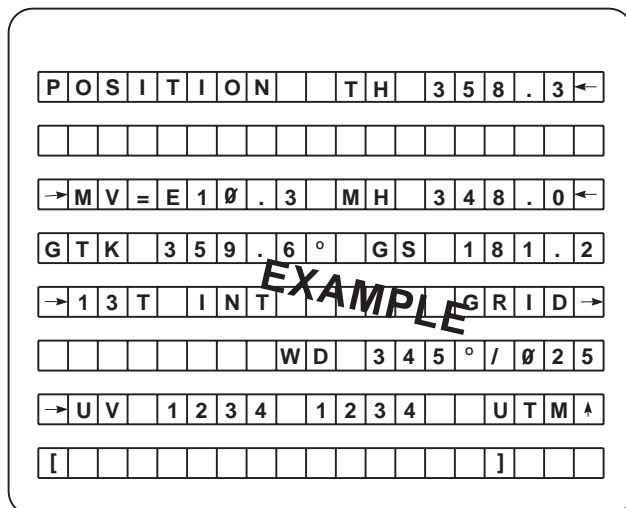 POSITION TH 358.3←
→MV=E1Ø.3 MH 348.0←
GTK 359.6° GS 181.2
→13T INT GRID→
EXAMPLE
WD 345°/Ø25
→UV 1234 1234 UTM↑
[ ]